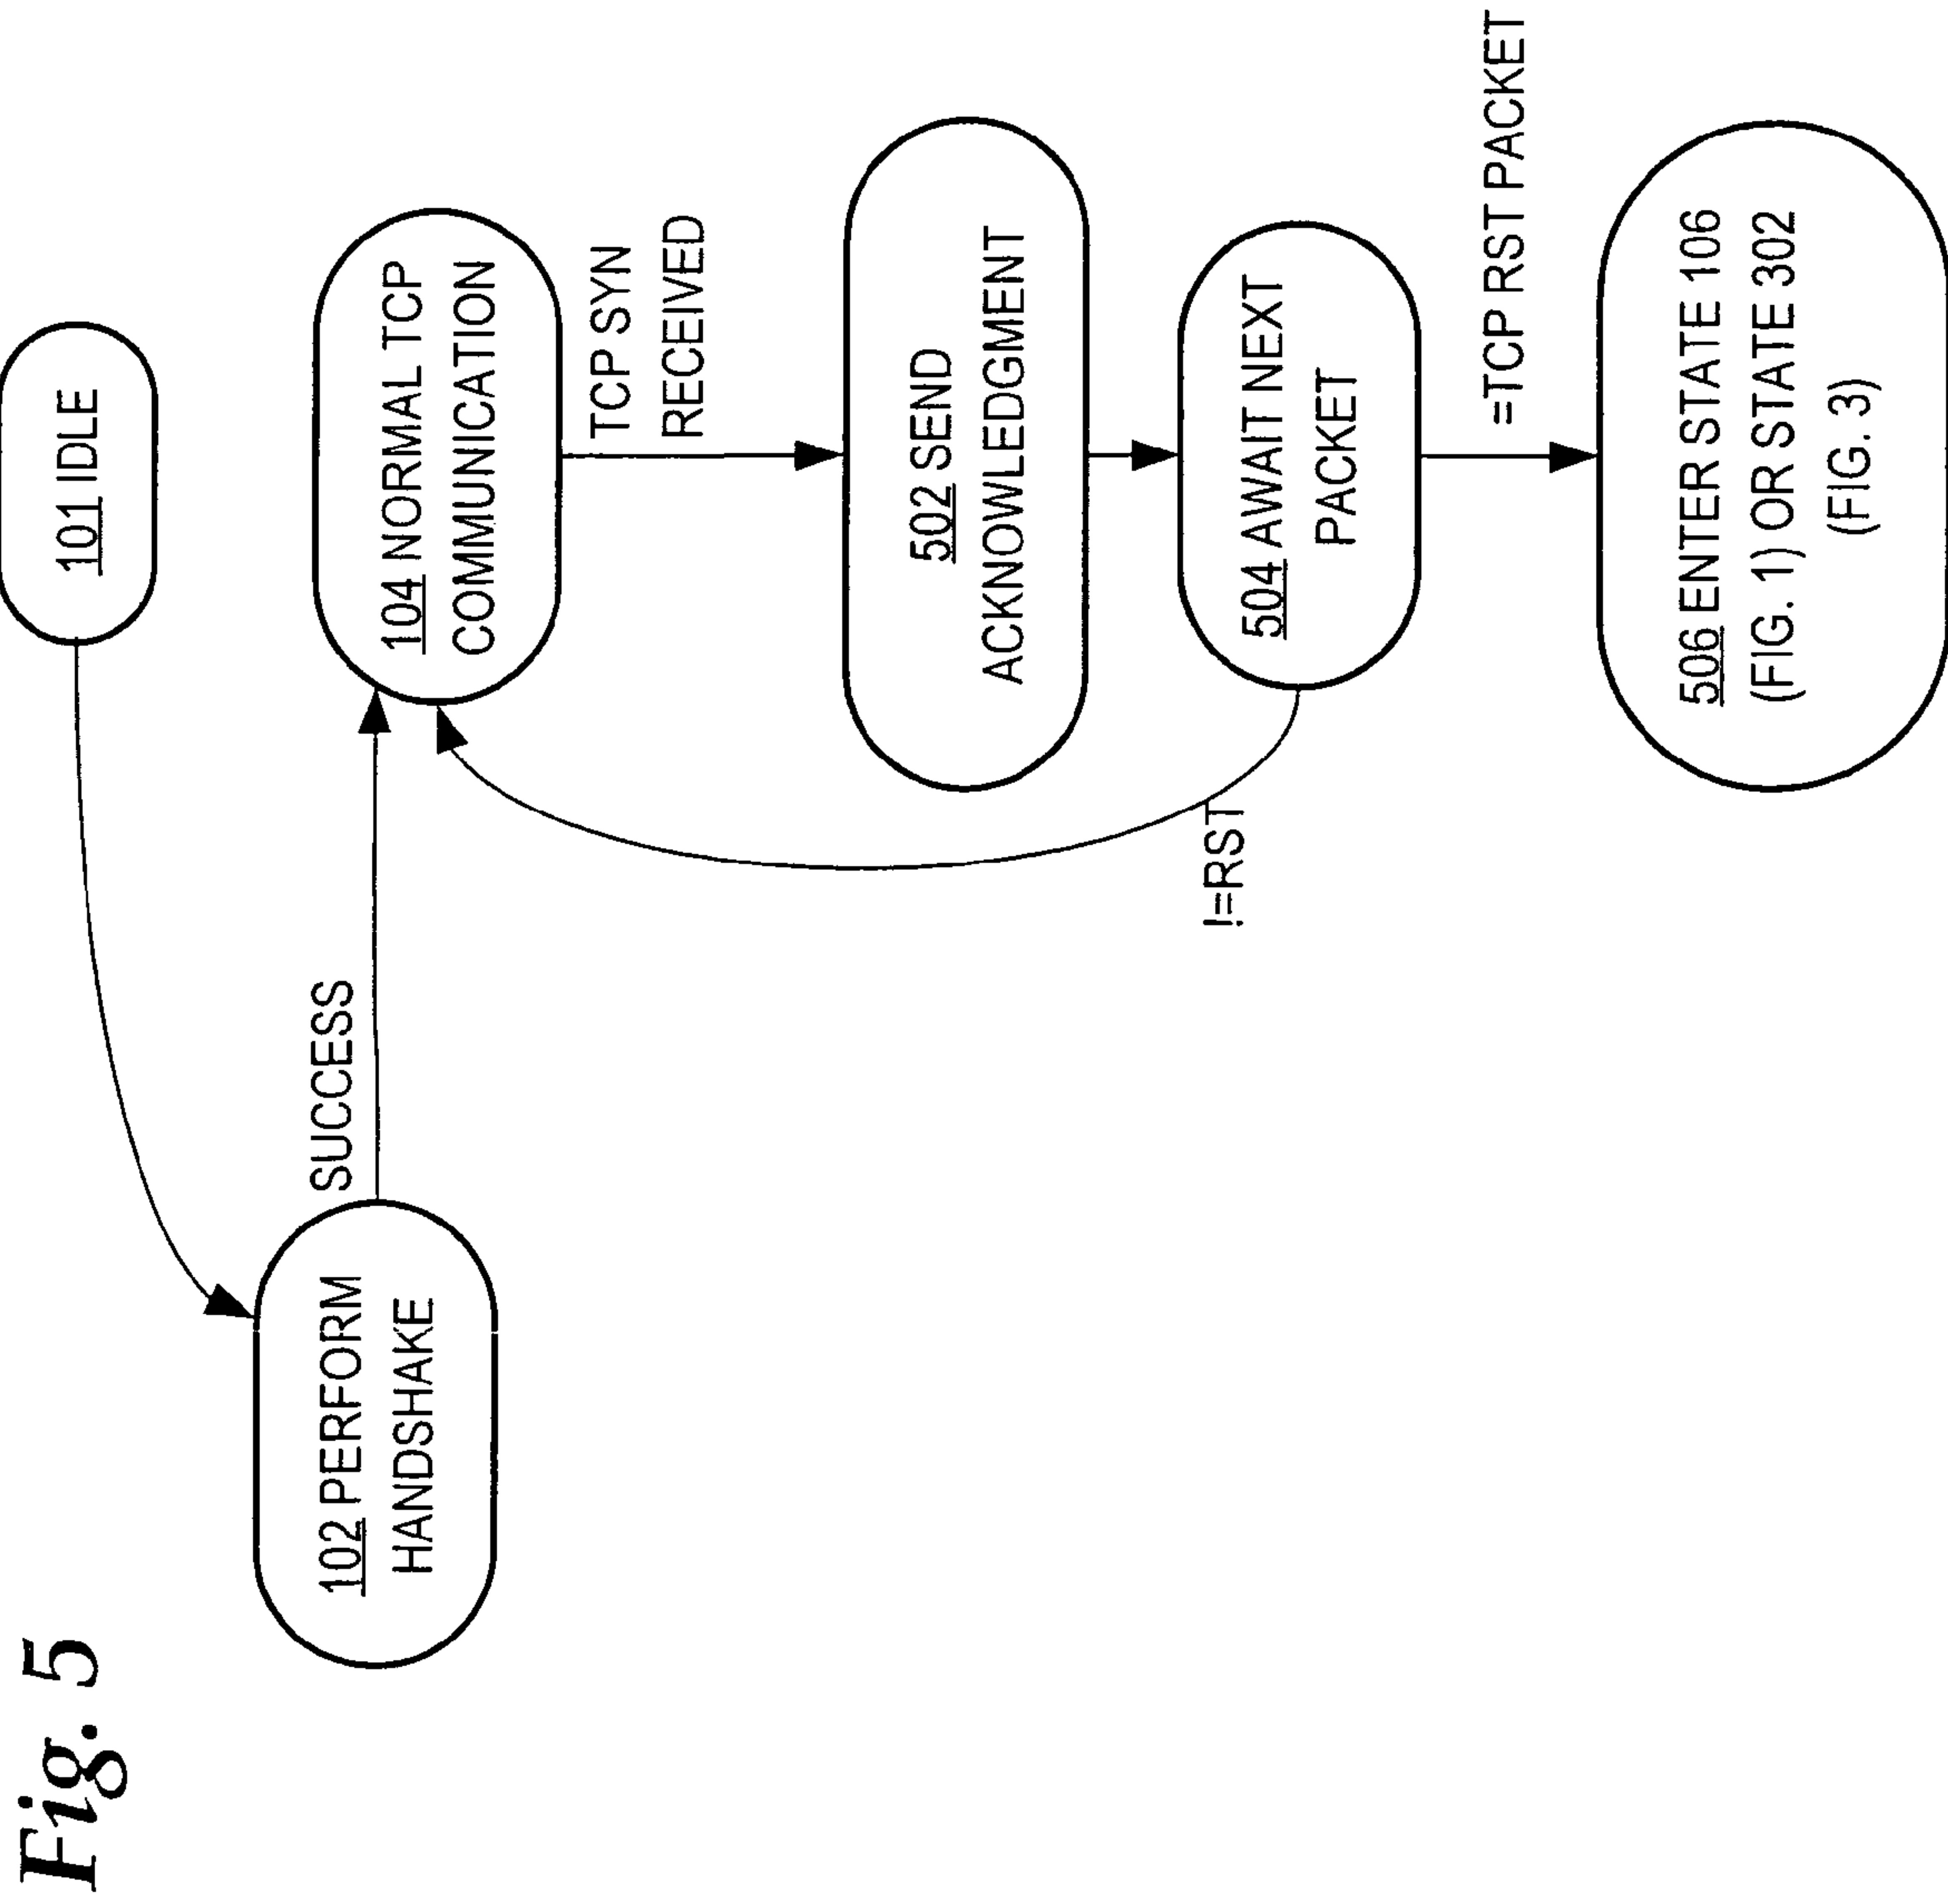 Fig. 5
101 IDLE
102 PERFORM
HANDSHAKE
SUCCESS
104 NORMAL TCP
COMMUNICATION
TCP SYN
RECEIVED
502 SEND
ACKNOWLEDGMENT
504 AWAIT NEXT
PACKET
!=RST
=TCP RST PACKET
506 ENTER STATE 106
(FIG. 1) OR STATE 302
(FIG. 3)